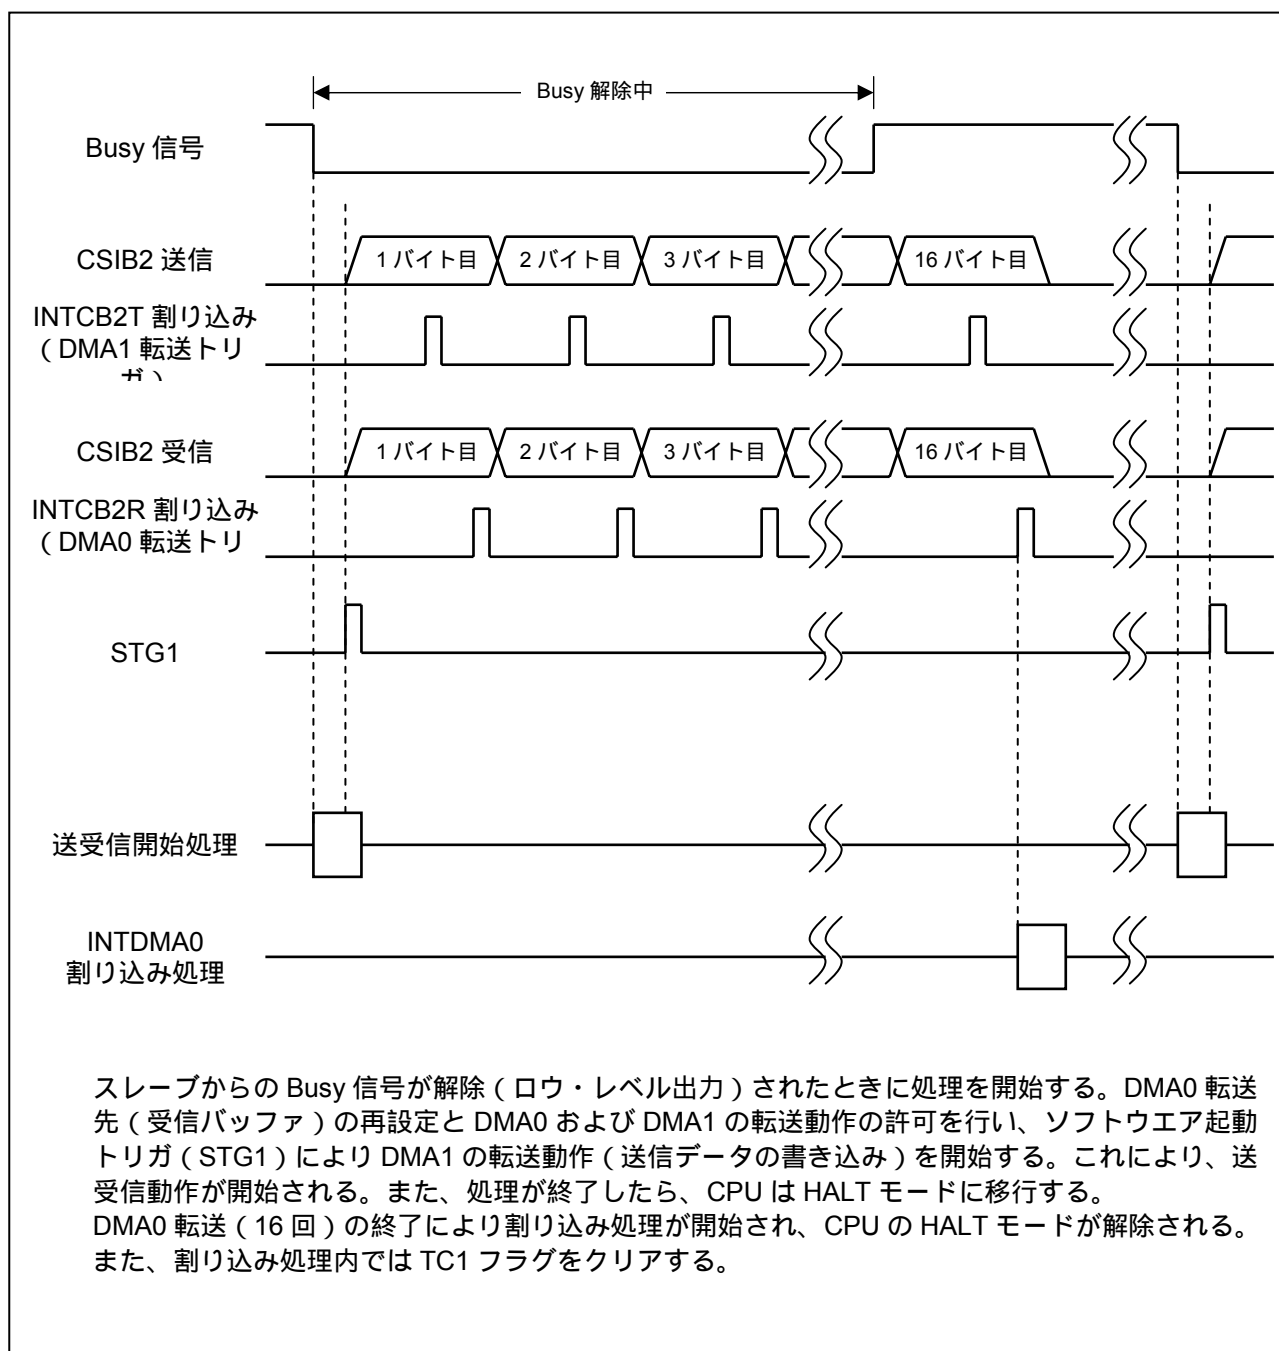 Busy 解除中
Busy 信号
CSIB2 送信
1 バイト目 2 バイト目 3 バイト目 16 バイト目
INTCB2T 割り込み
(DMA1 転送トリ
ガ)
CSIB2 受信
1 バイト目 2 バイト目 3 バイト目 16 バイト目
INTCB2R 割り込み
(DMA0 転送トリ
STG1
送受信開始処理
INTDMA0
割り込み処理
スレーブからの Busy 信号が解除(ロウ・レベル出力)されたときに処理を開始する。DMA0 転送
先(受信バッファ)の再設定と DMA0 および DMA1 の転送動作の許可を行い、ソフトウエア起動
トリガ(STG1)により DMA1 の転送動作(送信データの書き込み)を開始する。これにより、送
受信動作が開始される。また、処理が終了したら、CPU は HALT モードに移行する。
DMA0 転送(16 回)の終了により割り込み処理が開始され、CPU の HALT モードが解除される。
また、割り込み処理内では TC1 フラグをクリアする。